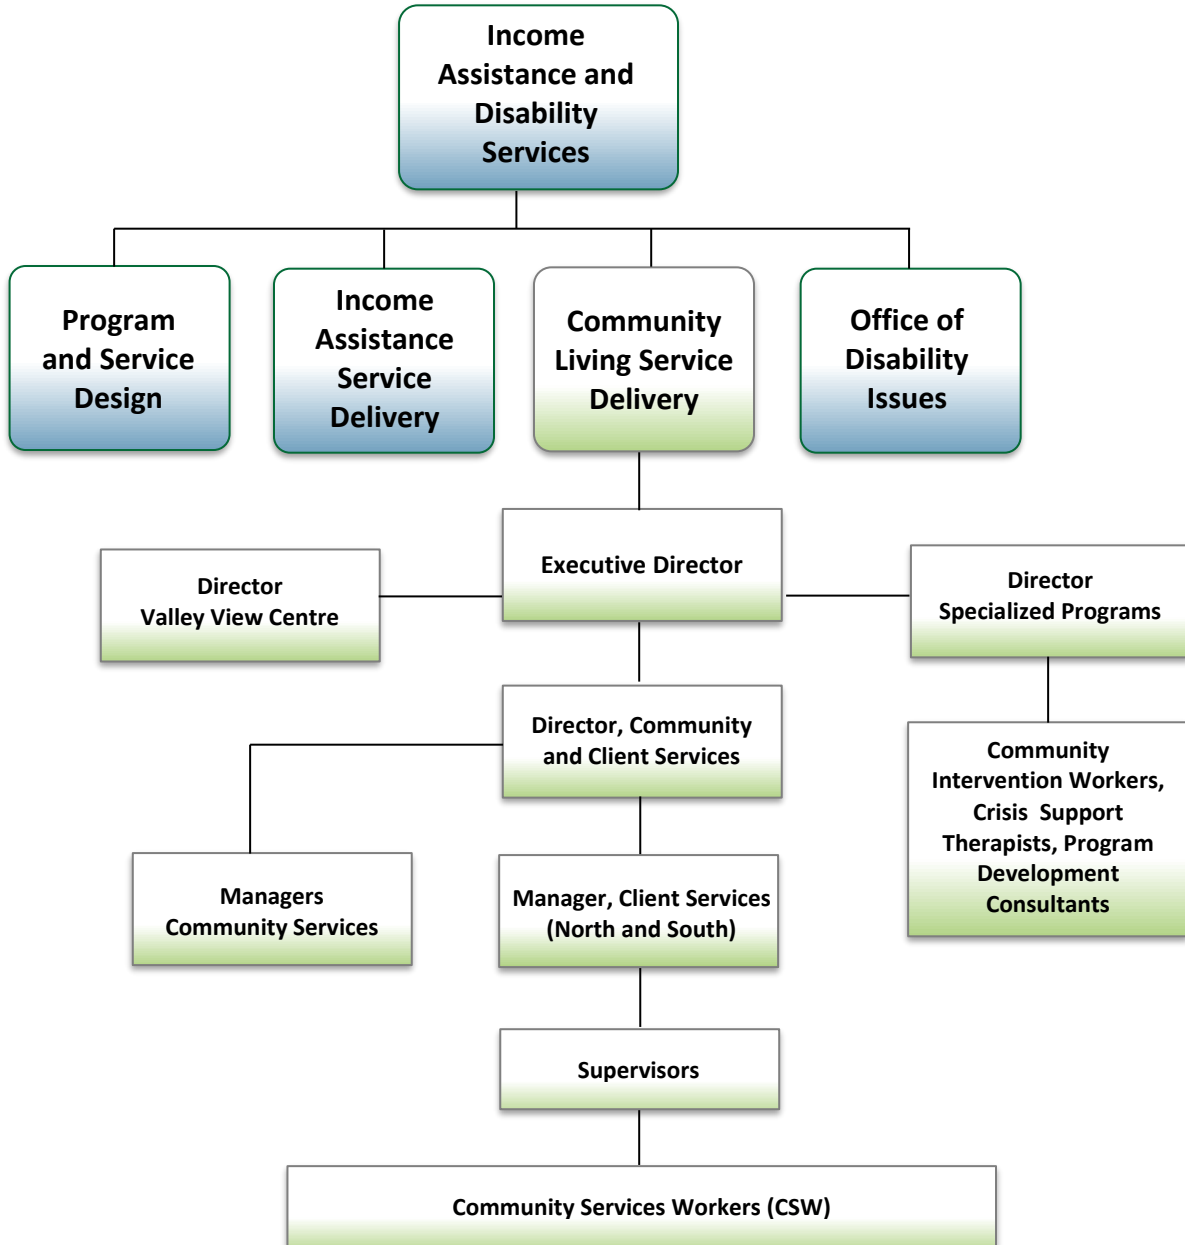 Income
Assistance and
Disability
Services
Program
and Service
Design
Income
Assistance
Service
Delivery
Community
Living Service
Delivery
Office of
Disability
Issues
Executive Director
Director
Valley View Centre
Director
Specialized Programs
Director, Community
and Client Services
Community
Intervention Workers,
Crisis Support
Therapists, Program
Development
Consultants
Managers
Community Services
Manager, Client Services
(North and South)
Supervisors
Community Services Workers (CSW)